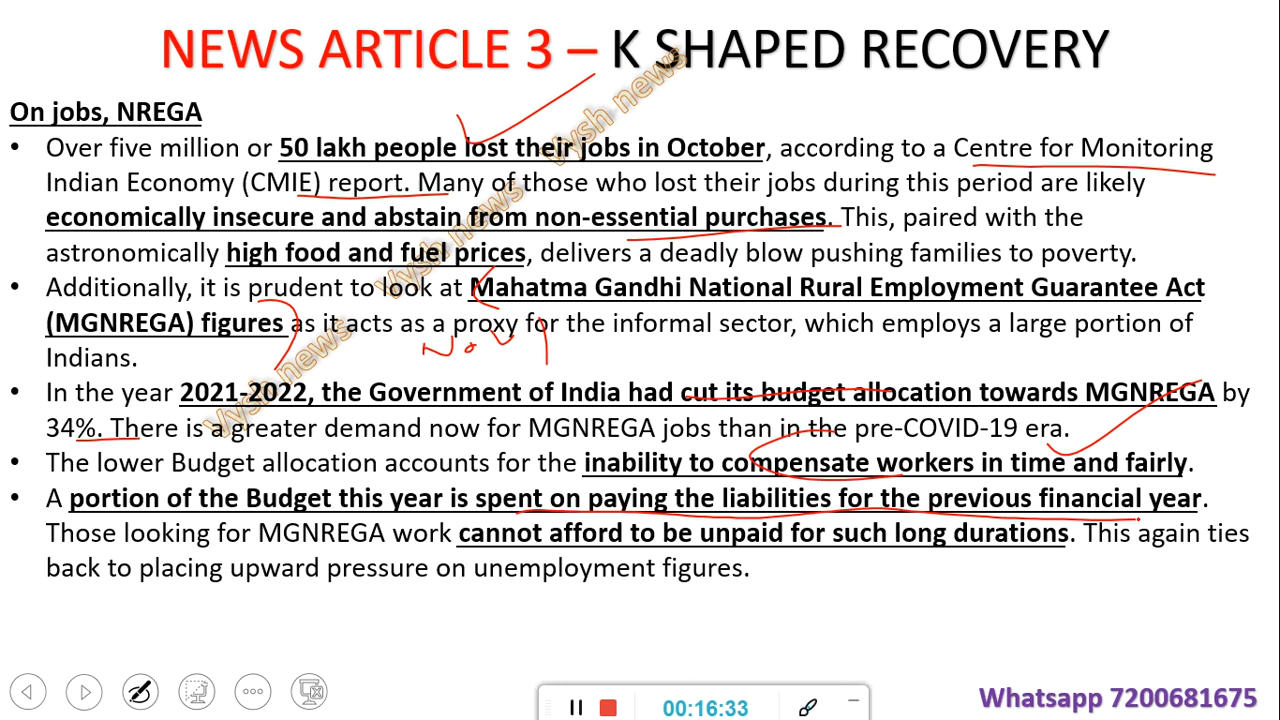 NEWS ARTICLE 3 – K SHAPED RECOVERY
On jobs, NREGA
• Over five million or 50 lakh people lost their jobs in October, according to a Centre for Monitoring
Indian Economy (CMIE) report. Many of those who lost their jobs during this period are likely
economically insecure and abstain from non-essential purchases. This, paired with the
astronomically high food and fuel prices, delivers a deadly blow pushing families to poverty.
• Additionally, it is prudent to look at Mahatma Gandhi National Rural Employment Guarantee Act
(MGNREGA) figures as it acts as a proxy for the informal sector, which employs a large portion of
Indians.
• In the year 2021-2022, the Government of India had cut its budget allocation towards MGNREGA by
34%. There is a greater demand now for MGNREGA jobs than in the pre-COVID-19 era.
• The lower Budget allocation accounts for the inability to compensate workers in time and fairly.
• A portion of the Budget this year is spent on paying the liabilities for the previous financial year.
Those looking for MGNREGA work cannot afford to be unpaid for such long durations. This again ties
back to placing upward pressure on unemployment figures.
Vysh news
Vysh news
Vysh news
00:16:33
Whatsapp 7200681675